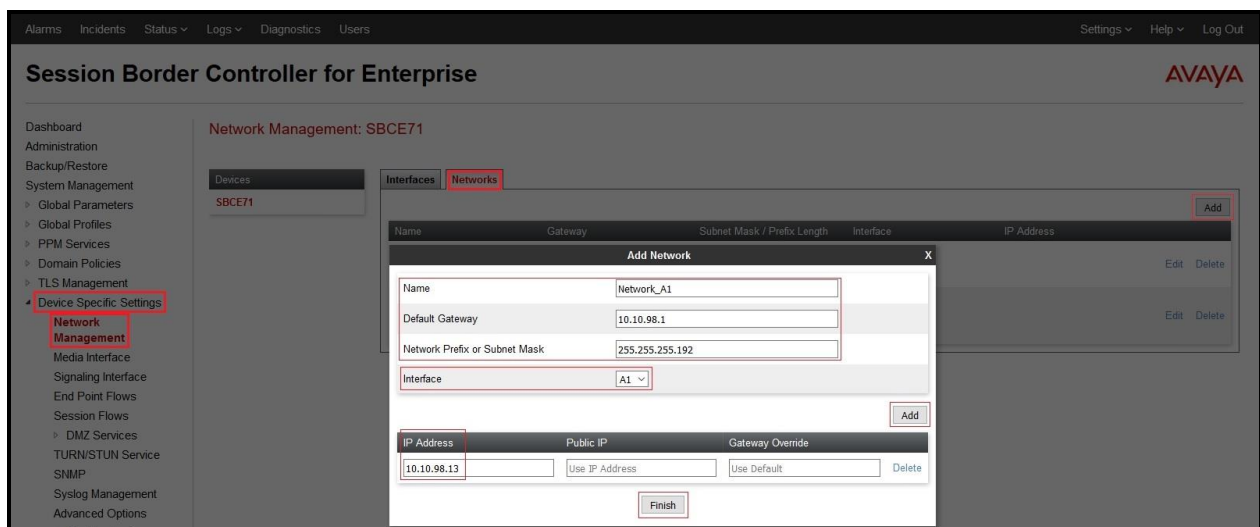 Alarms Incidents Status Logs Diagnostics Users Settings Help Log Out
Session Border Controller for Enterprise
AVAYA
Dashboard
Administration
Backup/Restore
System Management
Global Parameters
Global Profiles
PPM Services
Domain Policies
TLS Management
Device Specific Settings
Network
Management
Media Interface
Signaling Interface
End Point Flows
Session Flows
DMZ Services
TURN/STUN Service
SNMP
Syslog Management
Advanced Options
Network Management: SBCE71
Devices
SBCE71
Interfaces Networks
Add
Name Gateway Subnet Mask / Prefix Length Interface IP Address
Edit Delete
Edit Delete
Add Network X
Name Network_A1
Default Gateway 10.10.98.1
Network Prefix or Subnet Mask 255.255.255.192
Interface A1
Add
IP Address Public IP Gateway Override
10.10.98.13 Use IP Address Use Default Delete
Finish